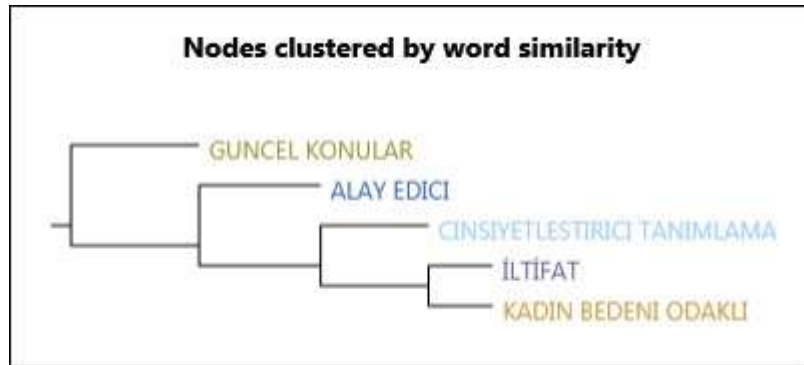 Nodes clustered by word similarity
GUNCEL KONULAR
ALAY EDICI
CINSIYETLESTIRICI TANIMLAMA
İLTİFAT
KADIN BEDENI ODAKLI